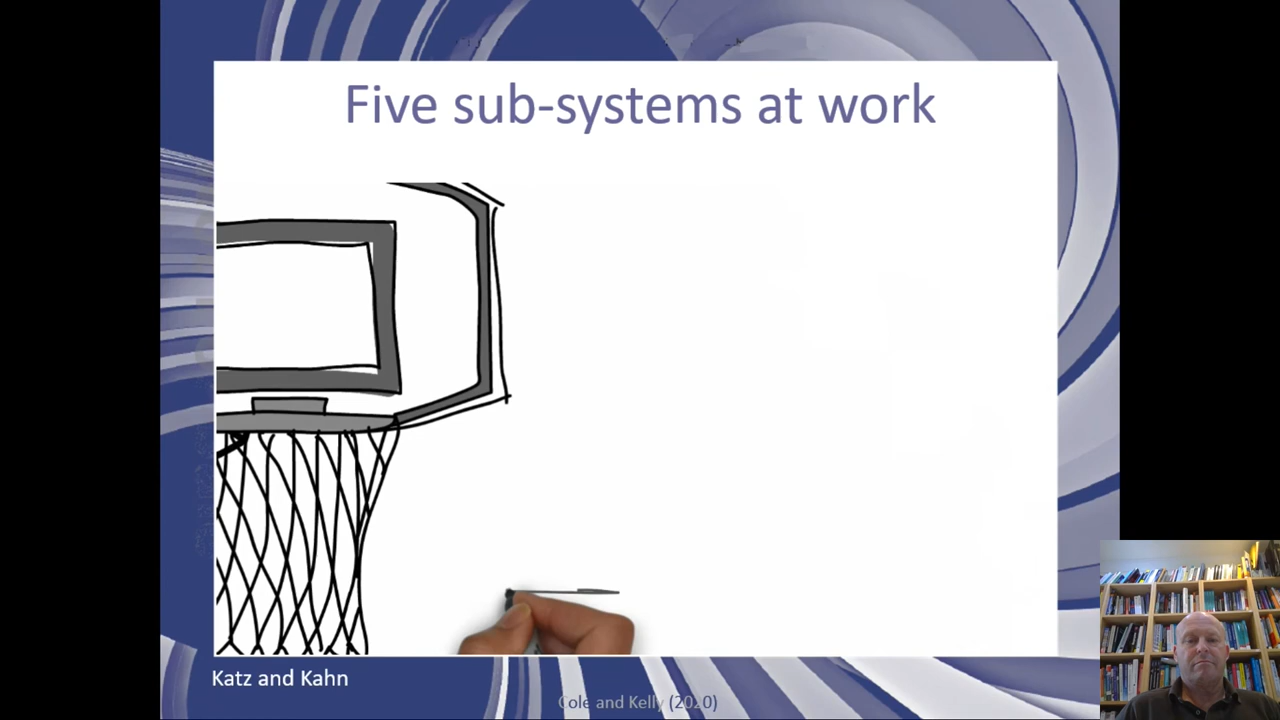 Five sub-systems at work
Katz and Kahn
Cole and Kelly (2020)